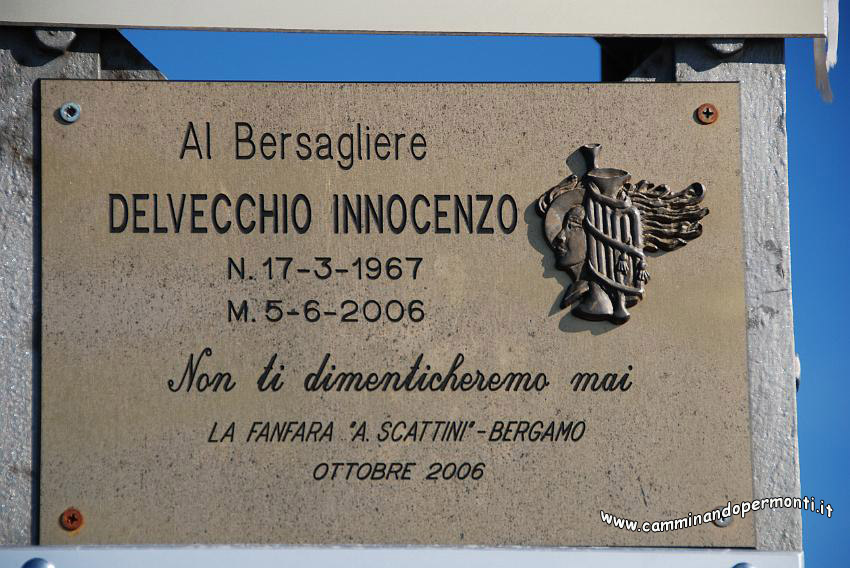 Al Bersagliere
DELVECCHIO INNOCENZO
N. 17-3-1967
M. 5-6-2006
Non ti dimenticheremo mai
LA FANFARA "A. SCATTINI"-BERGAMO
OTTOBRE 2006
www.camminandopermonti.it